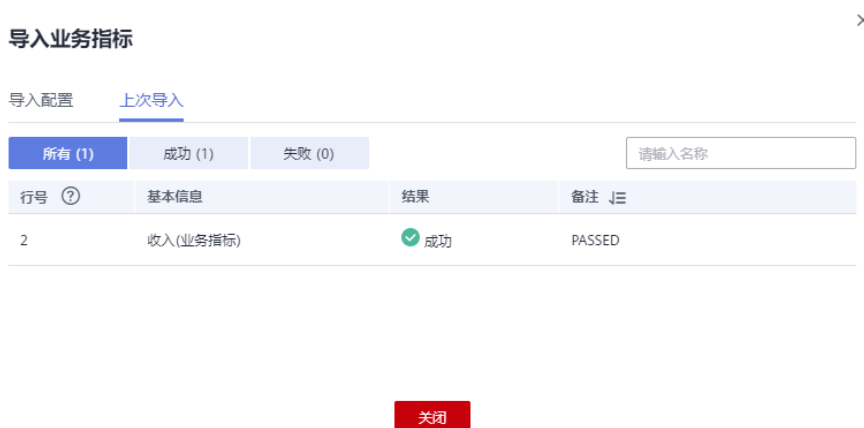 导入业务指标
导入配置 上次导入
所有 (1) 成功 (1) 失败 (0) 请输入名称
行号 ? 基本信息 结果 备注
2 收入(业务指标) 成功 PASSED
关闭